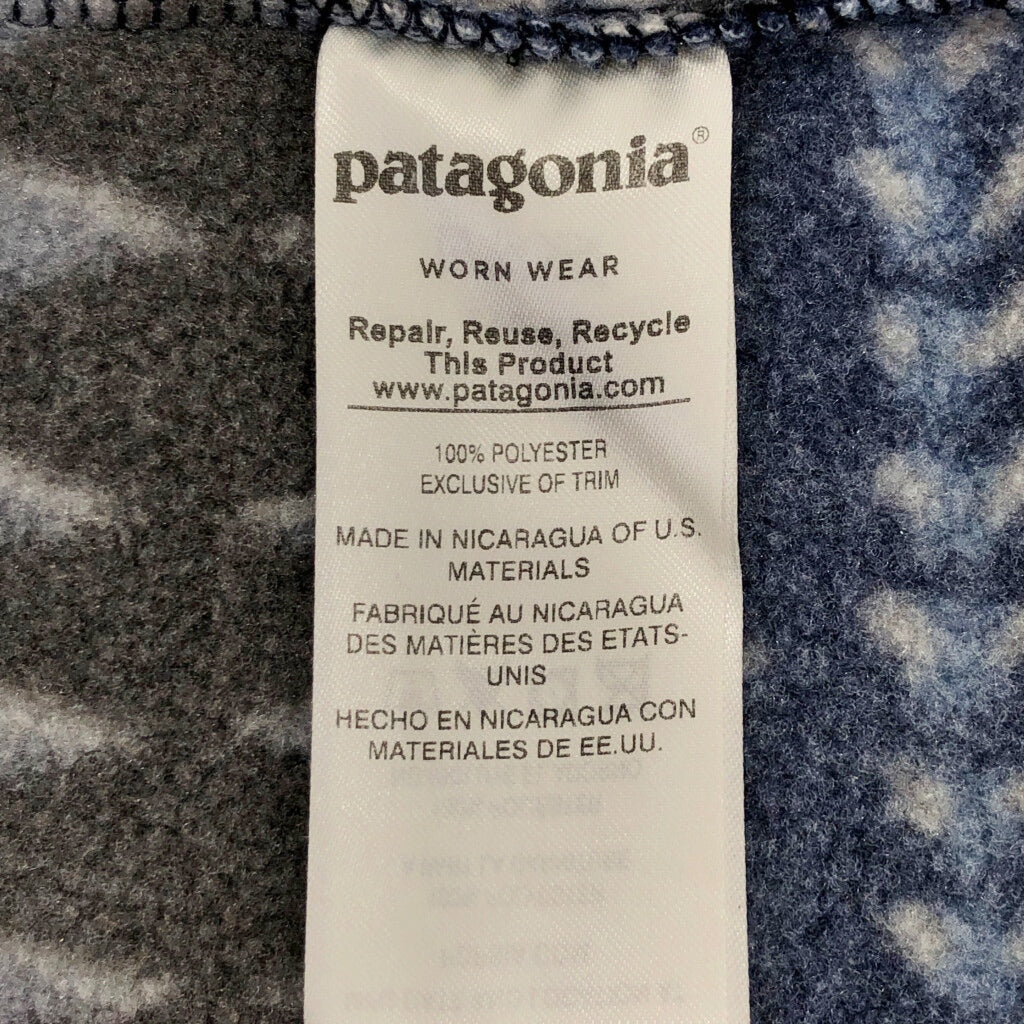 patagonia®
WORN WEAR
Repair, Reuse, Recycle
This Product
www.patagonia.com
100% POLYESTER
EXCLUSIVE OF TRIM
MADE IN NICARAGUA OF U.S.
MATERIALS
FABRIQUÉ AU NICARAGUA
DES MATIÈRES DES ETATS-
UNIS
HECHO EN NICARAGUA CON
MATERIALES DE EE.UU.